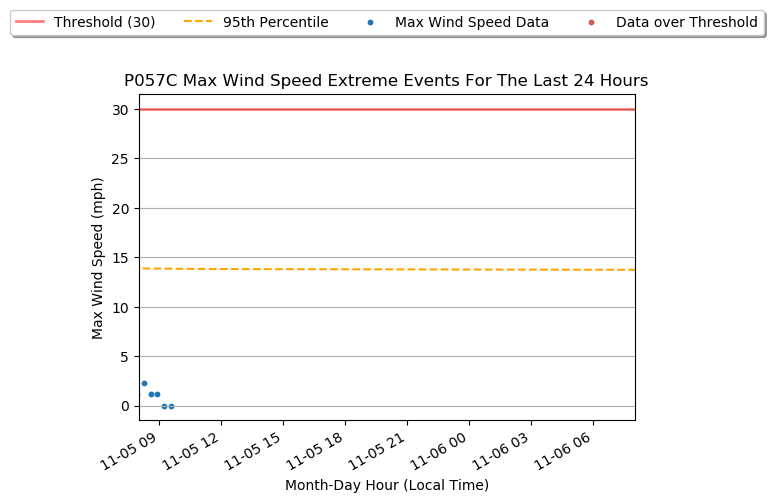 Threshold (30) 95th Percentile Max Wind Speed Data Data over Threshold
P057C Max Wind Speed Extreme Events For The Last 24 Hours
Max Wind Speed (mph)
30
25
20
15
10
5
0
11-05 09 11-05 12 11-05 15 11-05 18 11-05 21 11-06 00 11-06 03 11-06 06
Month-Day Hour (Local Time)